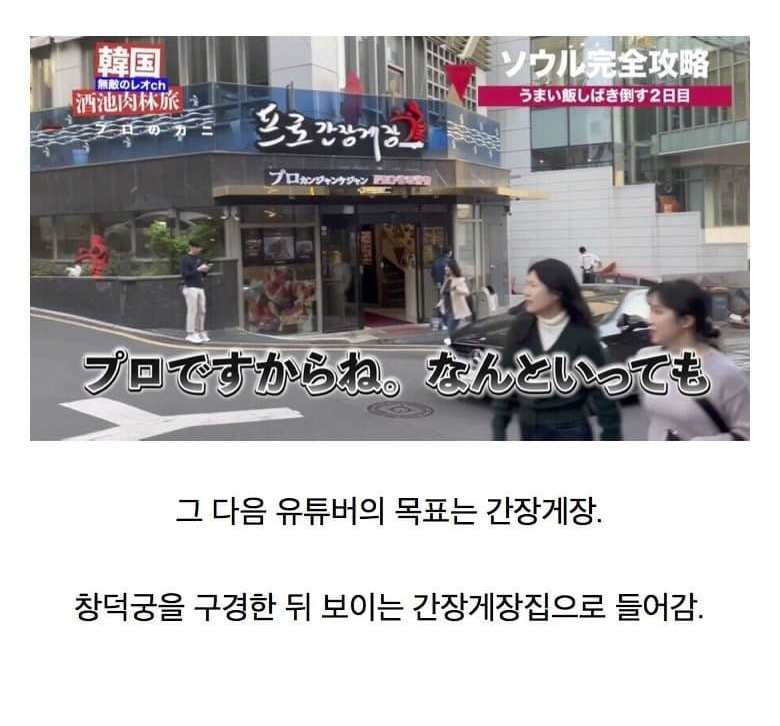 韓国
無敵のレオch
酒池肉林旅
ソウル完全攻略
うまい飯しばき倒す2日目
プロのカニ
프로간장게장
プロカンジャンケジャン
プロですからね。なんといっても
그 다음 유튜버의 목표는 간장게장.
창덕궁을 구경한 뒤 보이는 간장게장집으로 들어감.